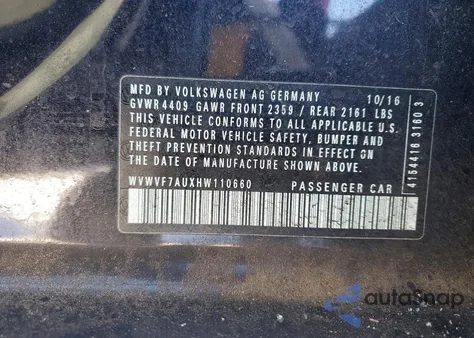 MFD BY VOLKSWAGEN AG GERMANY 10/16
GVWR 4409 GAWR FRONT 2359 / REAR 2161 LBS
THIS VEHICLE CONFORMS TO ALL APPLICABLE U.S.
FEDERAL MOTOR VEHICLE SAFETY, BUMPER AND
THEFT PREVENTION STANDARDS IN EFFECT ON
THE DATE OF MANUFACTURE SHOWN ABOVE.
WVWVF7AUXHW110660 PASSENGER CAR
4154416 3160 3
autoSnap